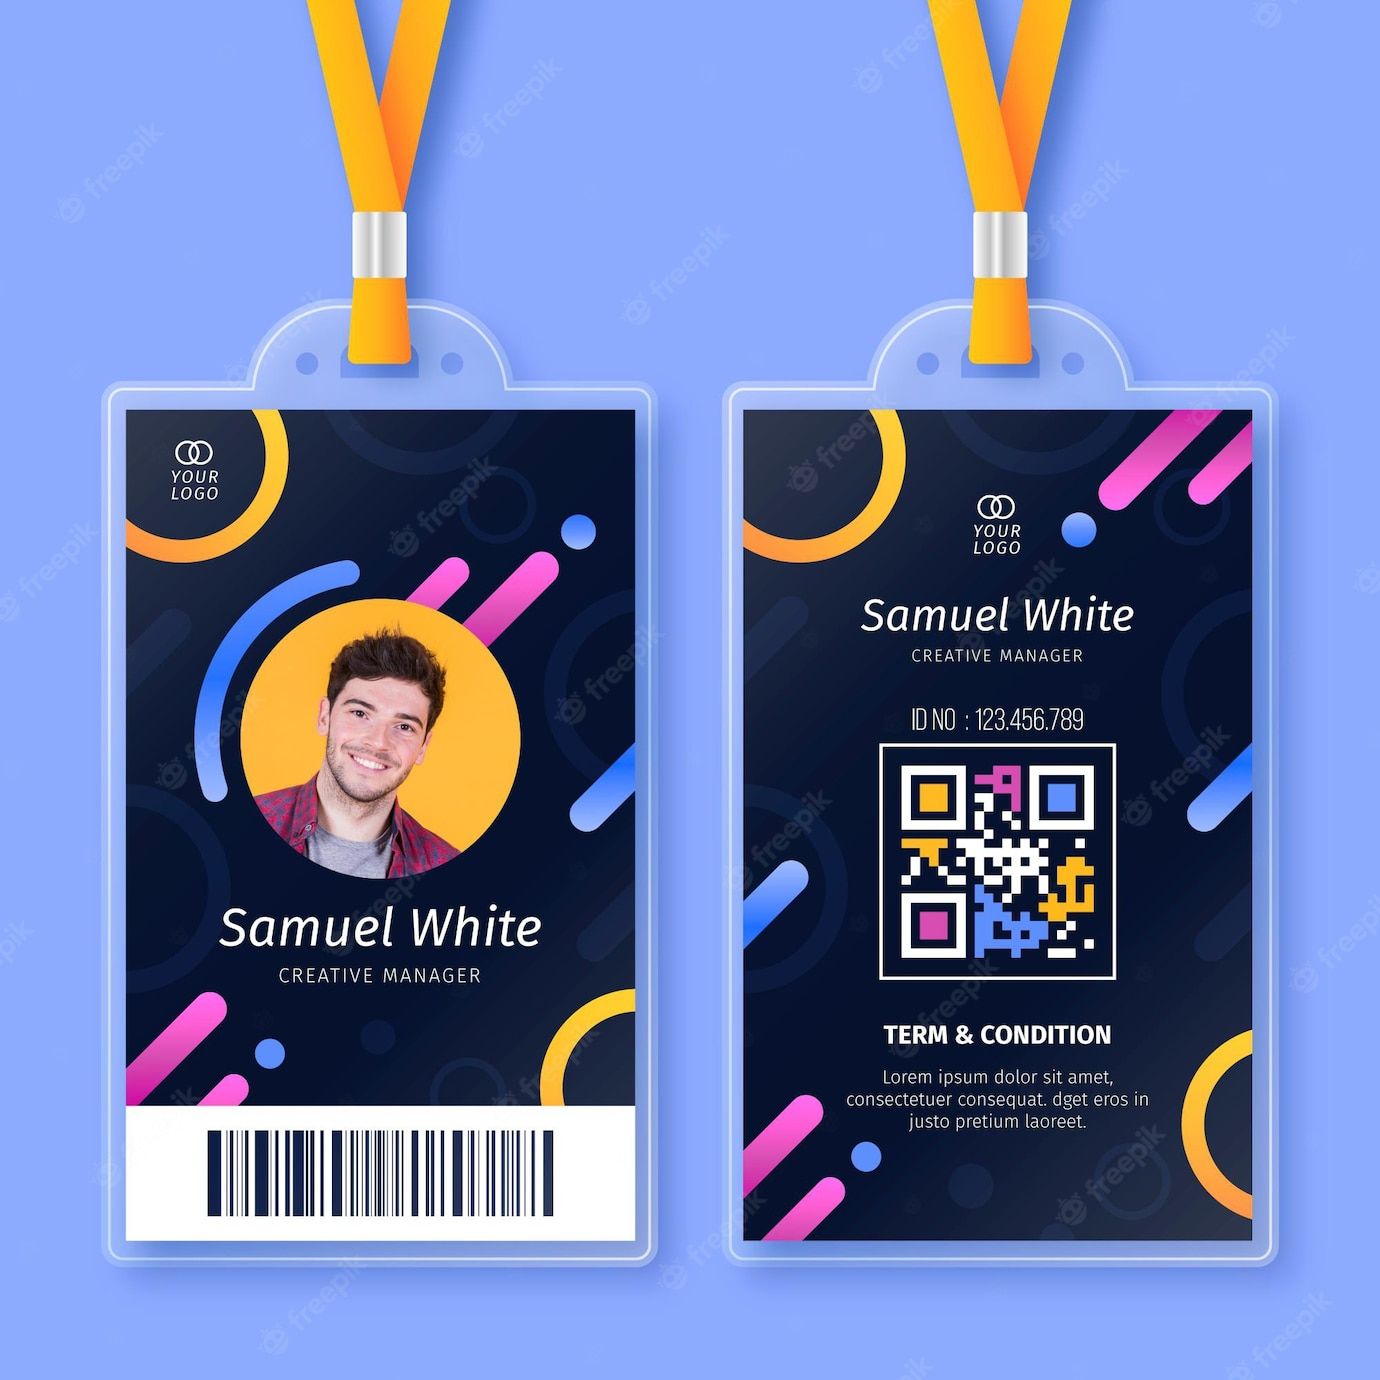 YOUR
LOGO
Samuel White
CREATIVE MANAGER
YOUR
LOGO
Samuel White
CREATIVE MANAGER
ID NO : 123.456.789
TERM & CONDITION
Lorem ipsum dolor sit amet,
consectetuer consequat. dget eros in
justo pretium laoreet.
freepik